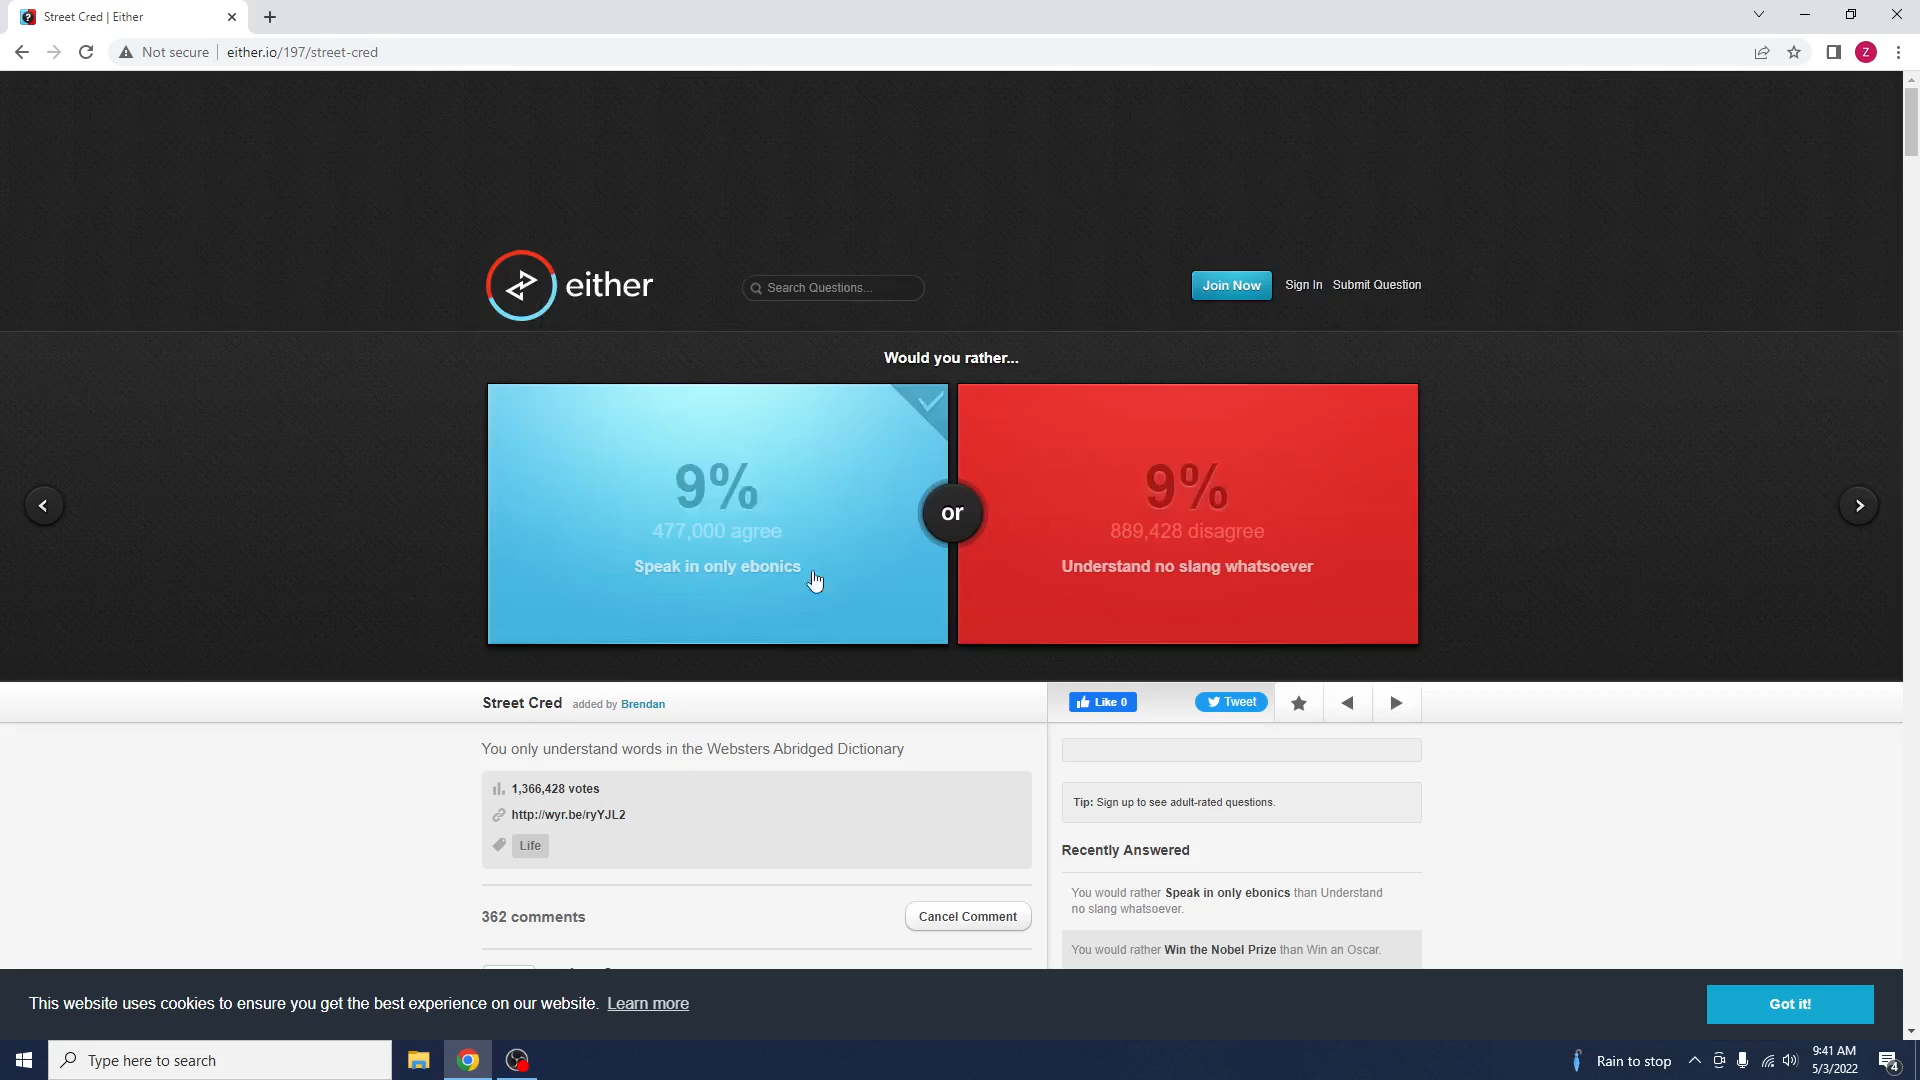 Street Cred | Either
Not secure
either.io/197/street-cred
Z
either
Search Questions...
Join Now
Sign In
Submit Question
Would you rather...
9%
477,000 agree
Speak in only ebonics
or
9%
889,428 disagree
Understand no slang whatsoever
Street Cred added by Brendan
Like 0
Tweet
You only understand words in the Websters Abridged Dictionary
1,366,428 votes
http://wyr.be/ryYJL2
Life
362 comments
Cancel Comment
Tip: Sign up to see adult-rated questions.
Recently Answered
You would rather Speak in only ebonics than Understand
no slang whatsoever.
You would rather Win the Nobel Prize than Win an Oscar.
This website uses cookies to ensure you get the best experience on our website. Learn more
Got it!
Type here to search
Rain to stop
9:41 AM
5/3/2022
4